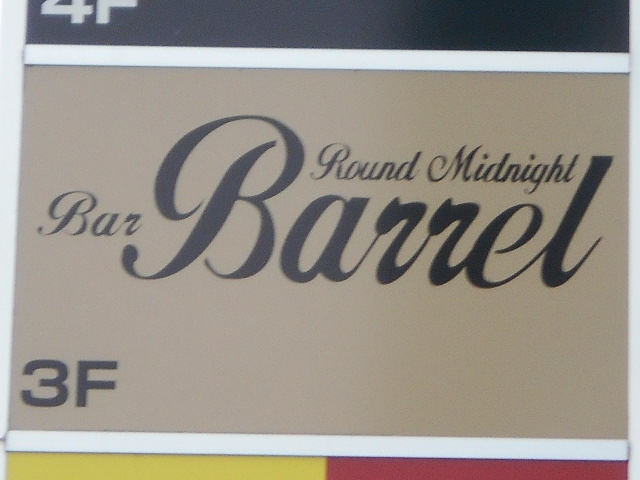 4F
Round Midnight
Bar Barrel
3F